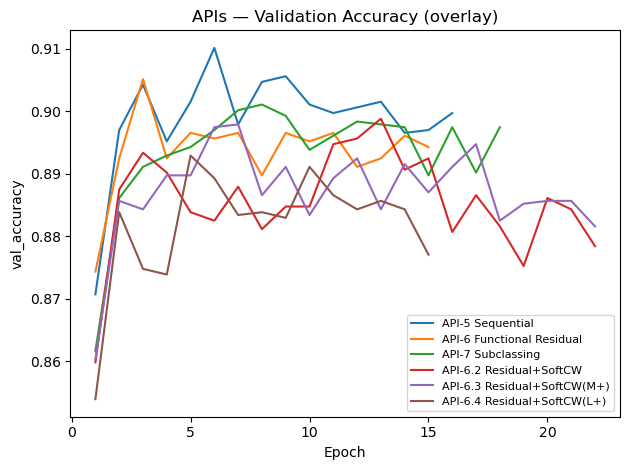 APIs — Validation Accuracy (overlay)
0.91
0.90
0.89
0.88
0.87
0.86
val_accuracy
API-5 Sequential
API-6 Functional Residual
API-7 Subclassing
API-6.2 Residual+SoftCW
API-6.3 Residual+SoftCW(M+)
API-6.4 Residual+SoftCW(L+)
0 5 10 15 20
Epoch